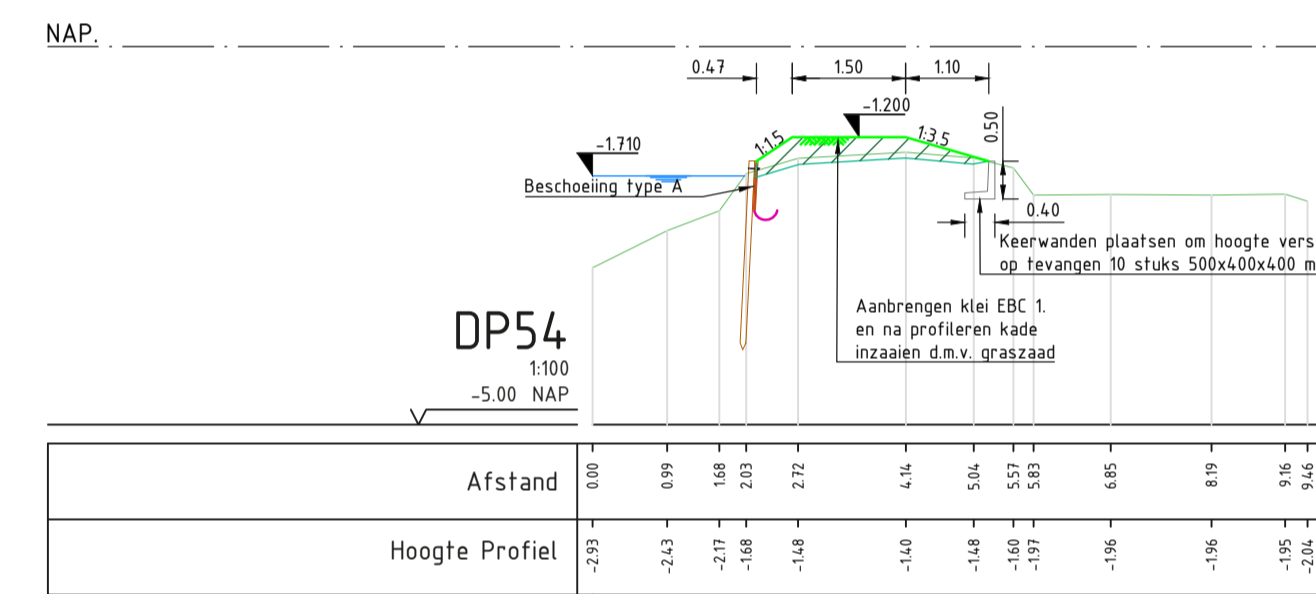 NAP.
0.47
1.50
1.10
-1.200
-1.710
1:1.5
1:3.5
0.50
Beschoeiing type A
0.40
Keerwanden plaatsen om hoogte vers
op tevangen 10 stuks 500x400x400 m
Aanbrengen klei EBC 1.
en na profileren kade
inzaaien d.m.v. graszaad
DP54
1:100
-5.00 NAP
Afstand 0.00 0.99 1.68 2.03 2.72 4.14 5.04 5.57 5.83 6.85 8.19 9.16 9.46
Hoogte Profiel -2.93 -2.43 -2.17 -1.68 -1.48 -1.40 -1.48 -1.60 -1.97 -1.96 -1.96 -1.95 -2.04